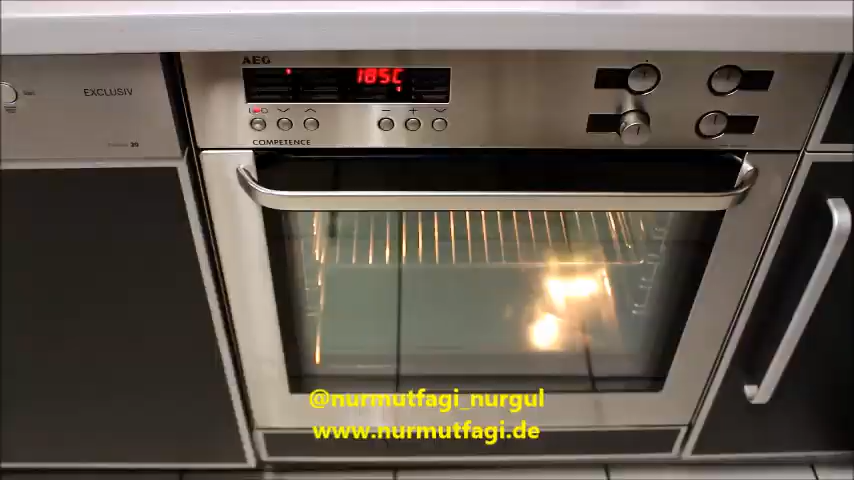 AEG
185C
EXCLUSIV
COMPETENCE
@nurmutfagi_nurgul
www.nurmutfagi.de